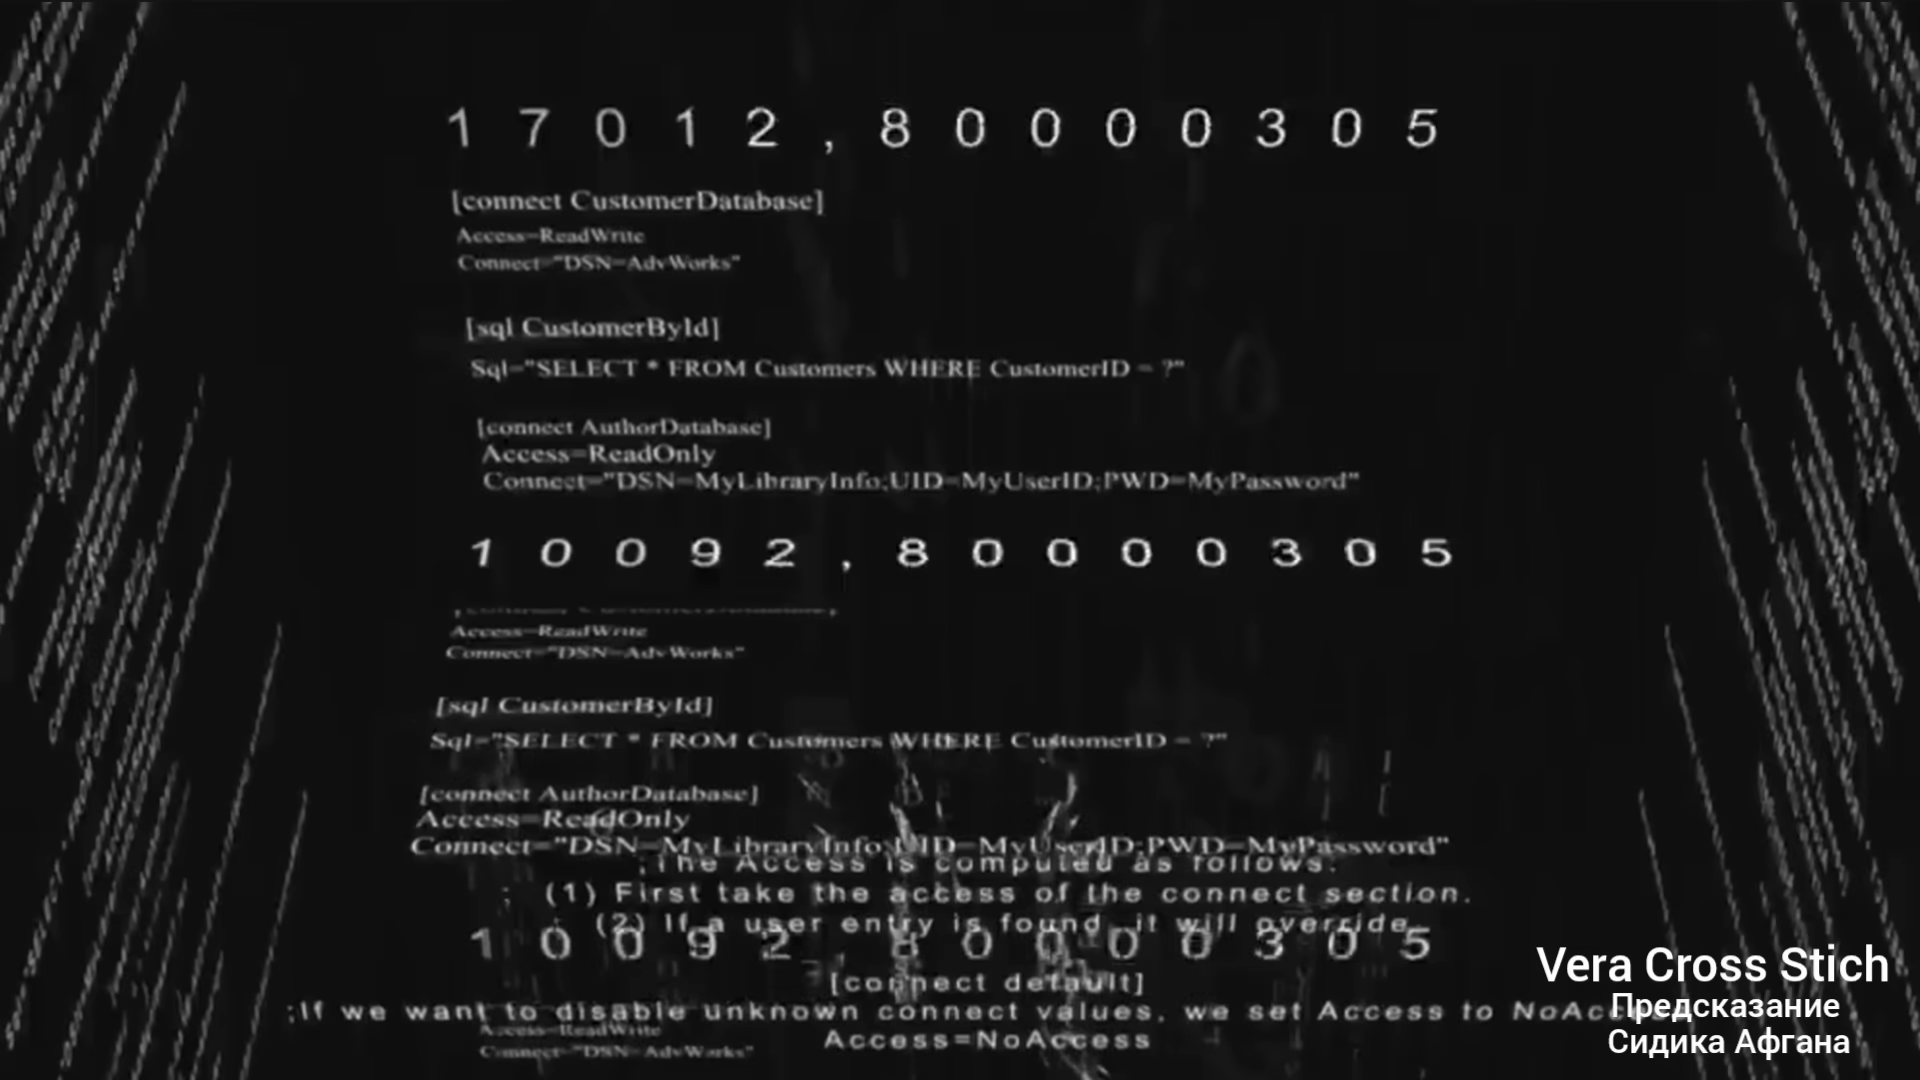 1 7 0 1 2 , 8 0 0 0 0 3 0 5
[connect CustomerDatabase]
Access=ReadWrite
Connect="DSN=AdvWorks"
[sql CustomerById]
Sql="SELECT * FROM Customers WHERE CustomerID = ?"
[connect AuthorDatabase]
Access=ReadOnly
Connect="DSN=MyLibraryInfo;UID=MyUserID;PWD=MyPassword"
1 0 0 9 2 , 8 0 0 0 0 3 0 5
Access=ReadWrite
Connect="DSN=AdvWorks"
[sql CustomerById]
Sql="SELECT * FROM Customers WHERE CustomerID = ?"
[connect AuthorDatabase]
Access=ReadOnly
Connect="DSN=MyLibraryInfo;UID=MyUserID;PWD=MyPassword"
;The Access is computed as follows:
; (1) First take the access of the connect section.
(2) If a user entry is found, it will override.
1 0 0 9 2 , 8 0 0 0 0 3 0 5
[connect default]
;If we want to disable unknown connect values, we set Access to
Access=ReadWrite
Access=NoAccess
Connect="DSN=AdvWorks"
Vera Cross Stich
Предсказание
Сидика Афгана